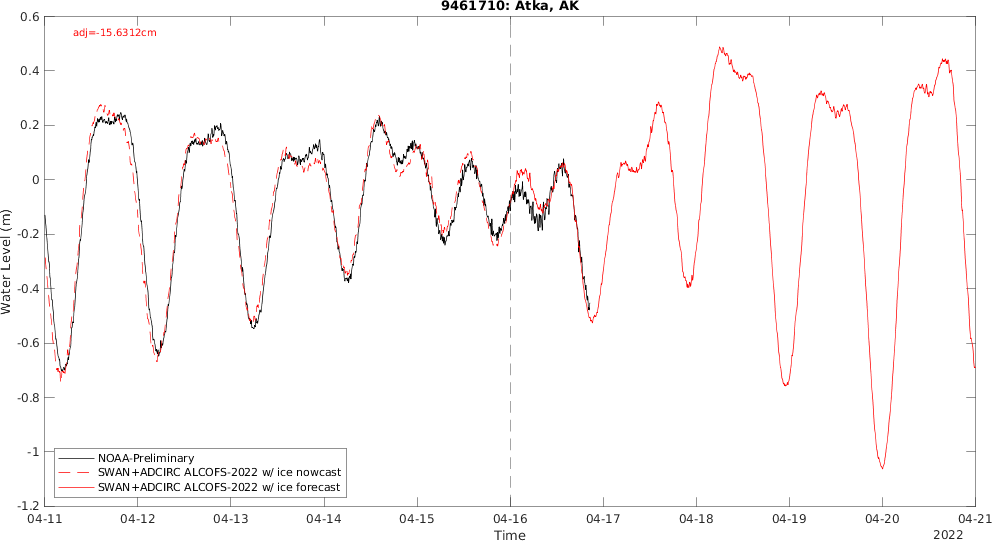 9461710: Atka, AK
adj=-15.6312cm
0.6
0.4
0.2
0
-0.2
-0.4
-0.6
-0.8
-1
-1.2
Water Level (m)
NOAA-Preliminary
SWAN+ADCIRC ALCOFS-2022 w/ ice nowcast
SWAN+ADCIRC ALCOFS-2022 w/ ice forecast
04-11 04-12 04-13 04-14 04-15 04-16 04-17 04-18 04-19 04-20 04-21
Time
2022